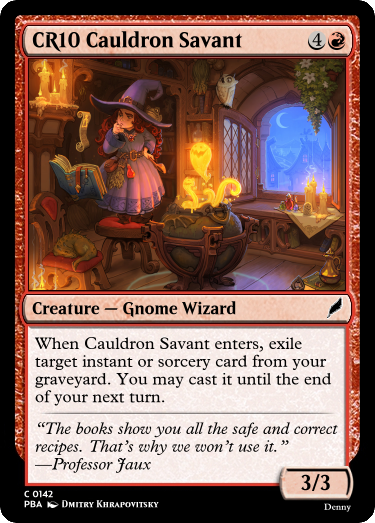 CR10 Cauldron Savant 4
Creature — Gnome Wizard
When Cauldron Savant enters, exile
target instant or sorcery card from your
graveyard. You may cast it until the end
of your next turn.
“The books show you all the safe and correct
recipes. That's why we won't use it.”
—Professor Jaux
3/3
C 0142
PBA Dmitry Khrapovitsky
Denny